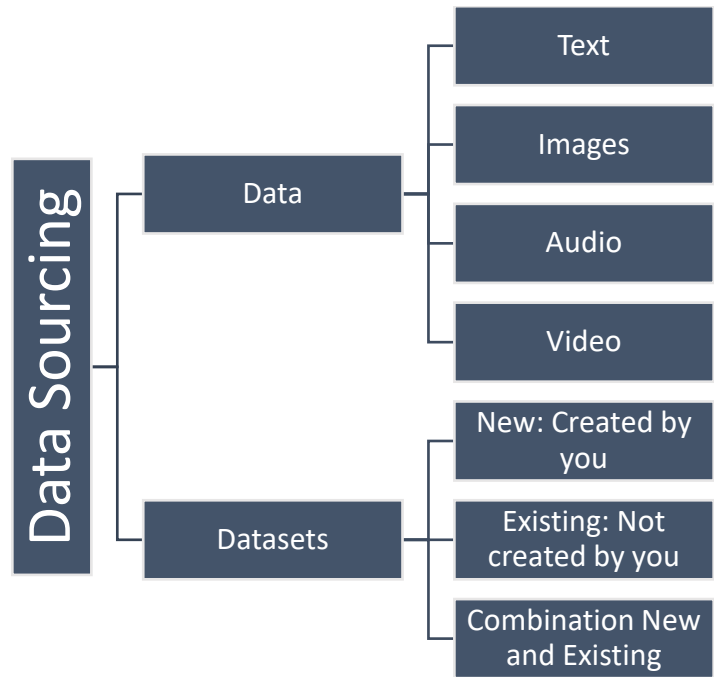 Data Sourcing
Data
Text
Images
Audio
Video
Datasets
New: Created by
you
Existing: Not
created by you
Combination New
and Existing